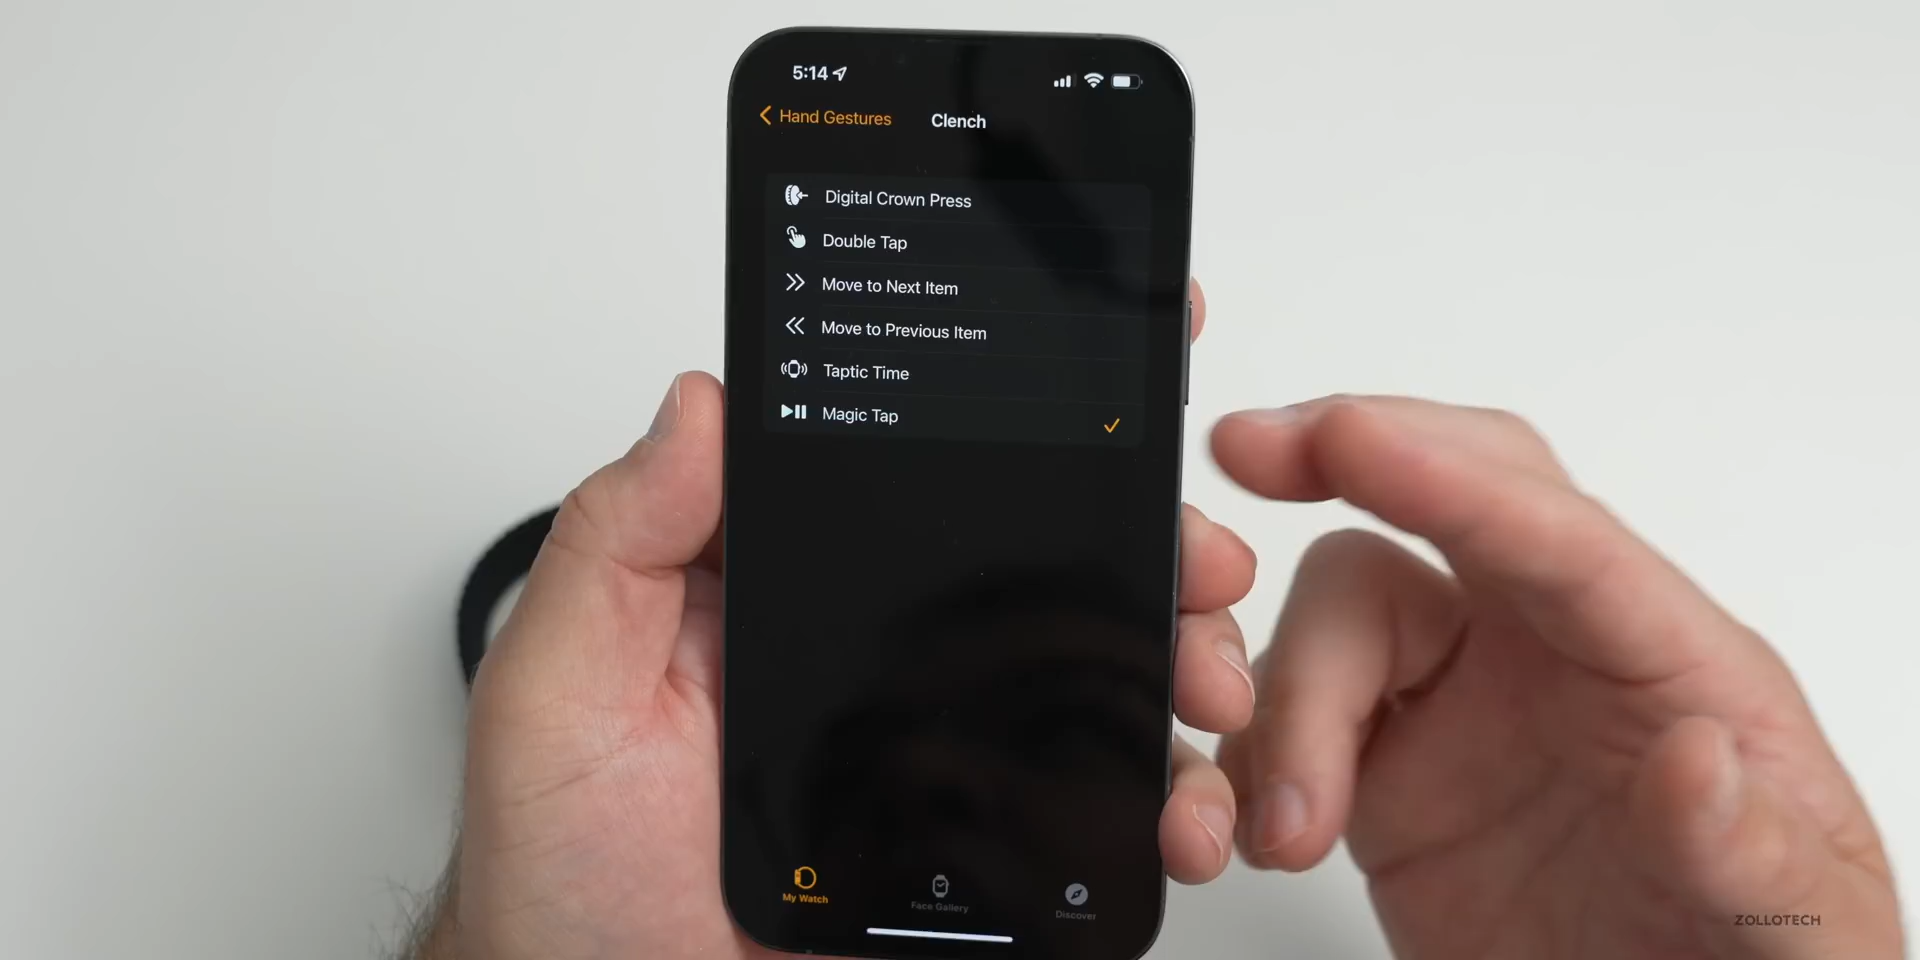 5:14
Hand Gestures
Clench
Digital Crown Press
Double Tap
Move to Next Item
Move to Previous Item
Taptic Time
Magic Tap
My Watch
Face Gallery
Discover
ZOLLOTECH